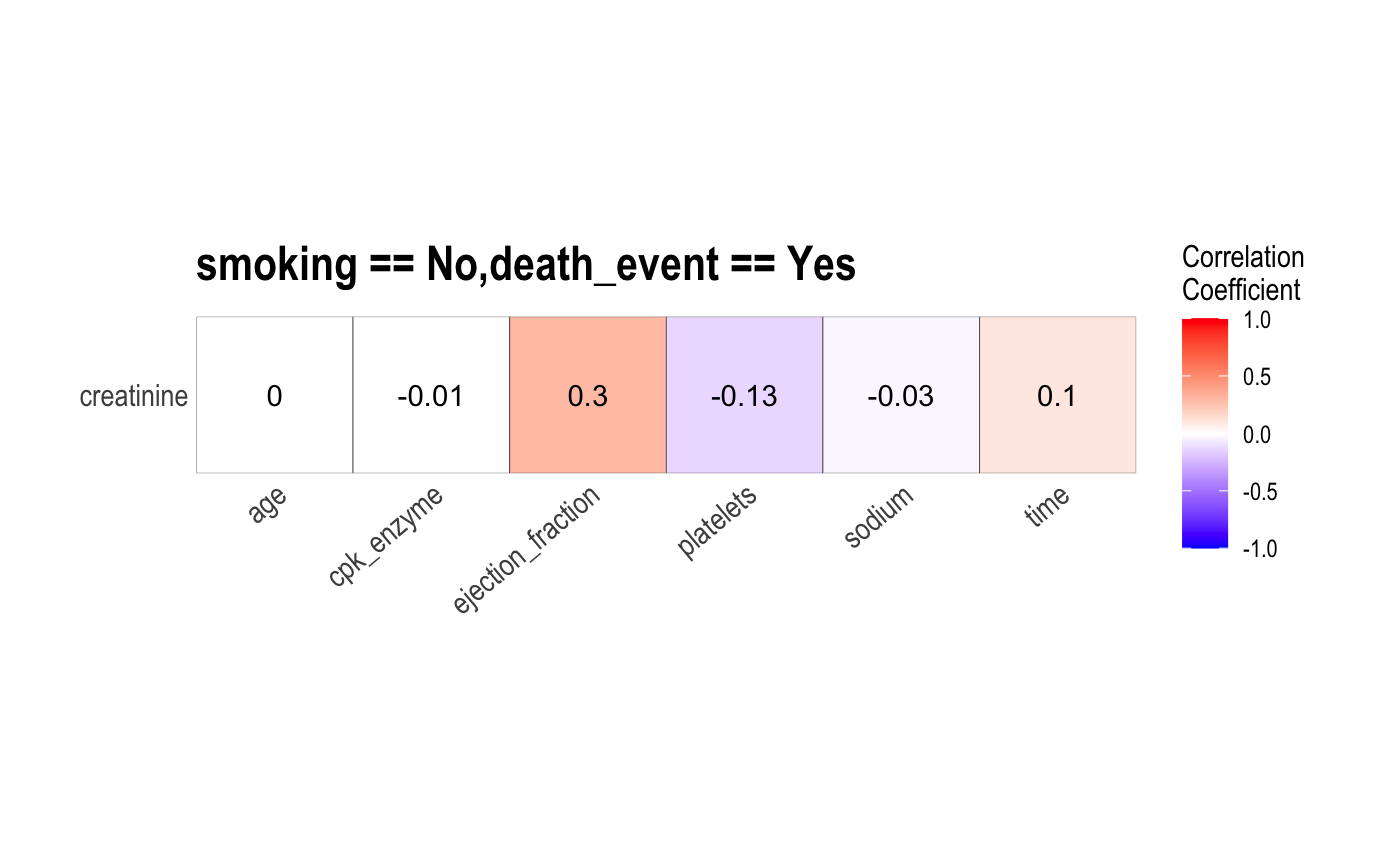 smoking == No,death_event == Yes
creatinine
0
-0.01
0.3
-0.13
-0.03
0.1
age
cpk_enzyme
ejection_fraction
platelets
sodium
time
Correlation
Coefficient
1.0
0.5
0.0
-0.5
-1.0